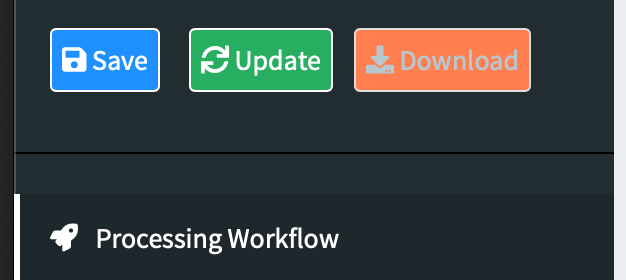 Save Update Download
Processing Workflow